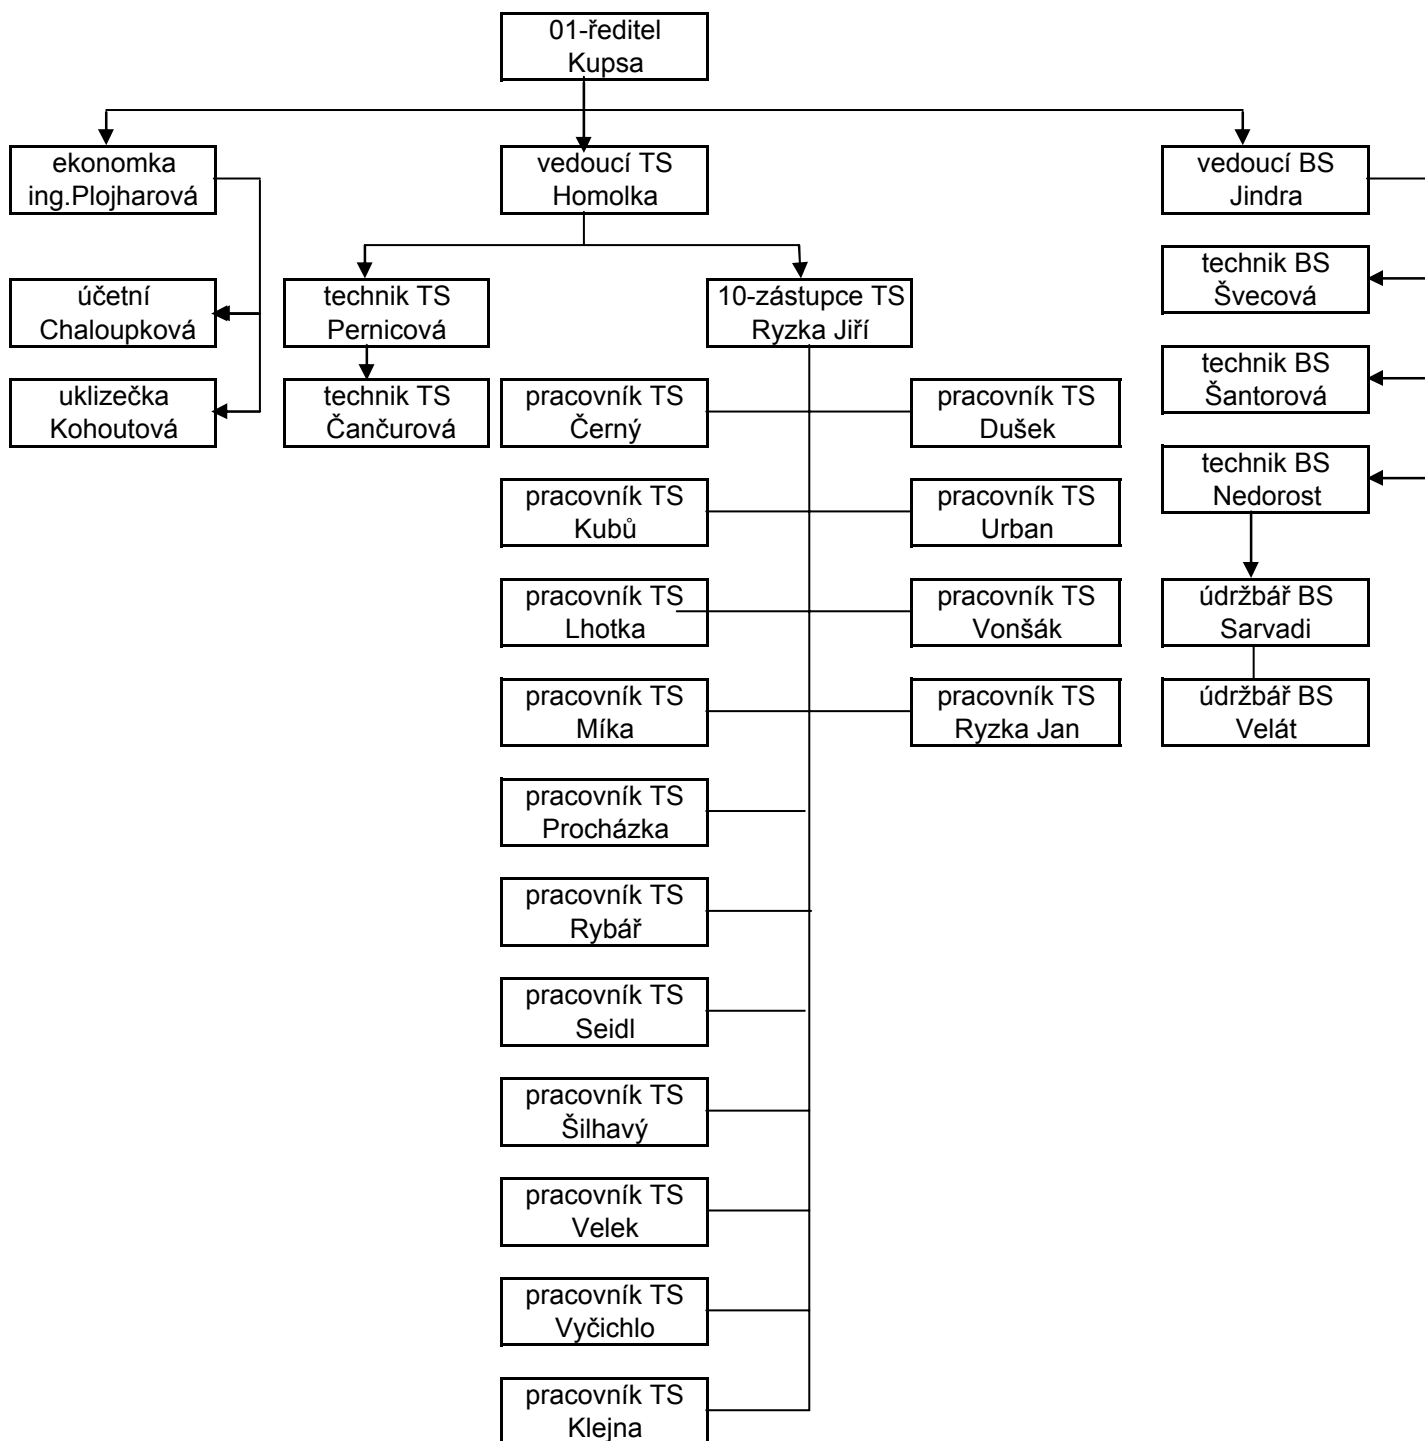 01-ředitel
Kupsa
ekonomka
ing.Plojharová
vedoucí TS
Homolka
vedoucí BS
Jindra
účetní
Chaloupková
technik TS
Pernicová
10-zástupce TS
Ryzka Jiří
technik BS
Švecová
uklizečka
Kohoutová
technik TS
Čančurová
pracovník TS
Černý
pracovník TS
Dušek
technik BS
Šantorová
pracovník TS
Kubů
pracovník TS
Urban
technik BS
Nedorost
pracovník TS
Lhotka
pracovník TS
Vonšák
údržbář BS
Sarvadi
pracovník TS
Míka
pracovník TS
Ryzka Jan
údržbář BS
Velát
pracovník TS
Procházka
pracovník TS
Rybář
pracovník TS
Seidl
pracovník TS
Šilhavý
pracovník TS
Velek
pracovník TS
Vyčichlo
pracovník TS
Klejna